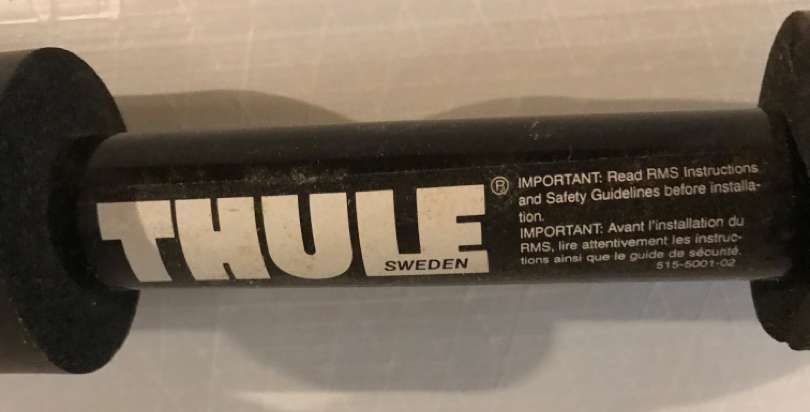 THULE®
SWEDEN
IMPORTANT: Read RMS Instructions
and Safety Guidelines before installa-
tion.
IMPORTANT: Avant l'installation du
RMS, lire attentivement les instruc-
tions ainsi que le guide de sécurité.
515-5001-02